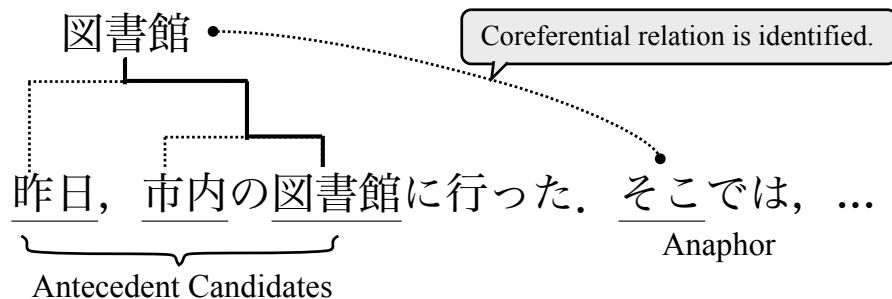 図書館
Coreferential relation is identified.
昨日，市内の図書館に行った．そこでは，...
Anaphor
Antecedent Candidates